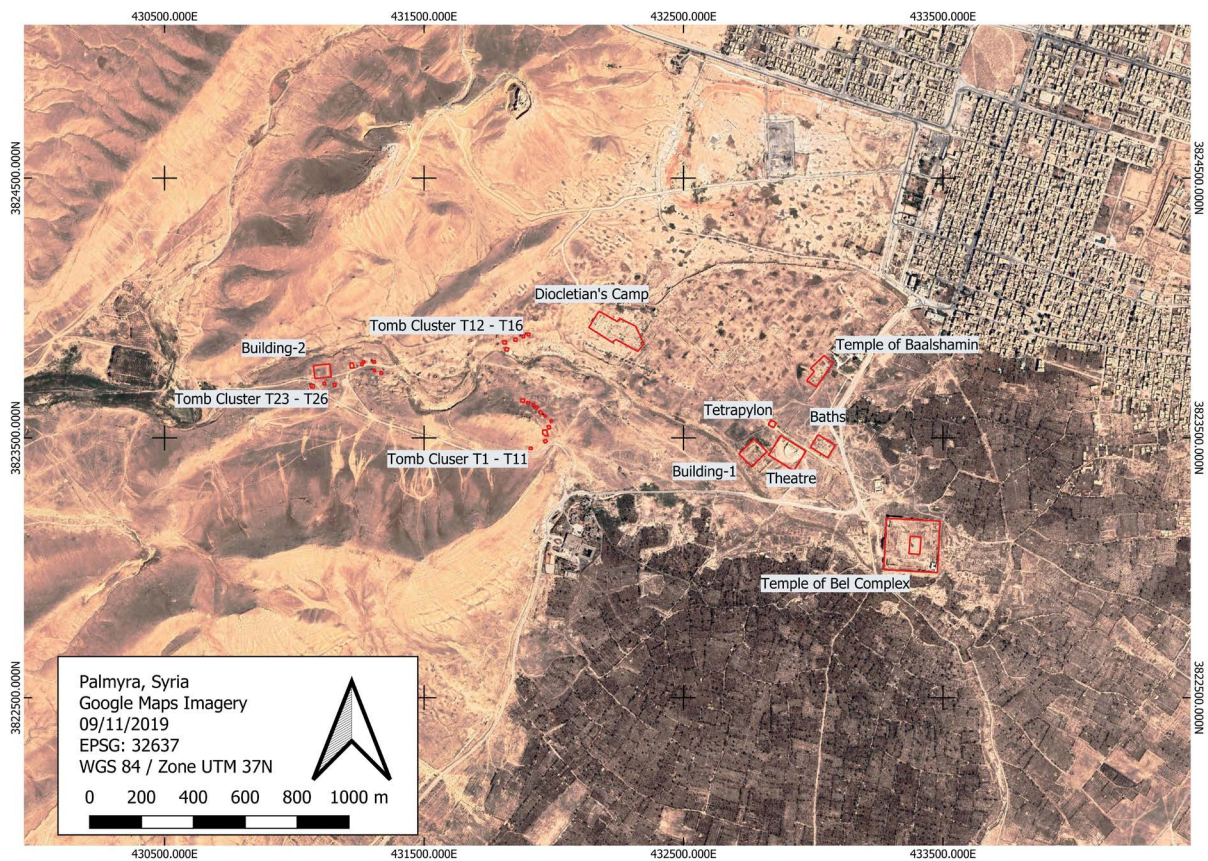 430500.000E 431500.000E 432500.000E 433500.000E
3824500.000N 3824500.000N
Diocletian's Camp
Tomb Cluster T12 - T16
Building-2
Temple of Baalshamin
Tomb Cluster T23 - T26
Tetrapylon
Baths
3823500.000N 3823500.000N
Tomb Cluser T1 - T11
Building-1
Theatre
Temple of Bel Complex
3822500.000N 3822500.000N
Palmyra, Syria
Google Maps Imagery
09/11/2019
EPSG: 32637
WGS 84 / Zone UTM 37N
0 200 400 600 800 1000 m
430500.000E 431500.000E 432500.000E 433500.000E